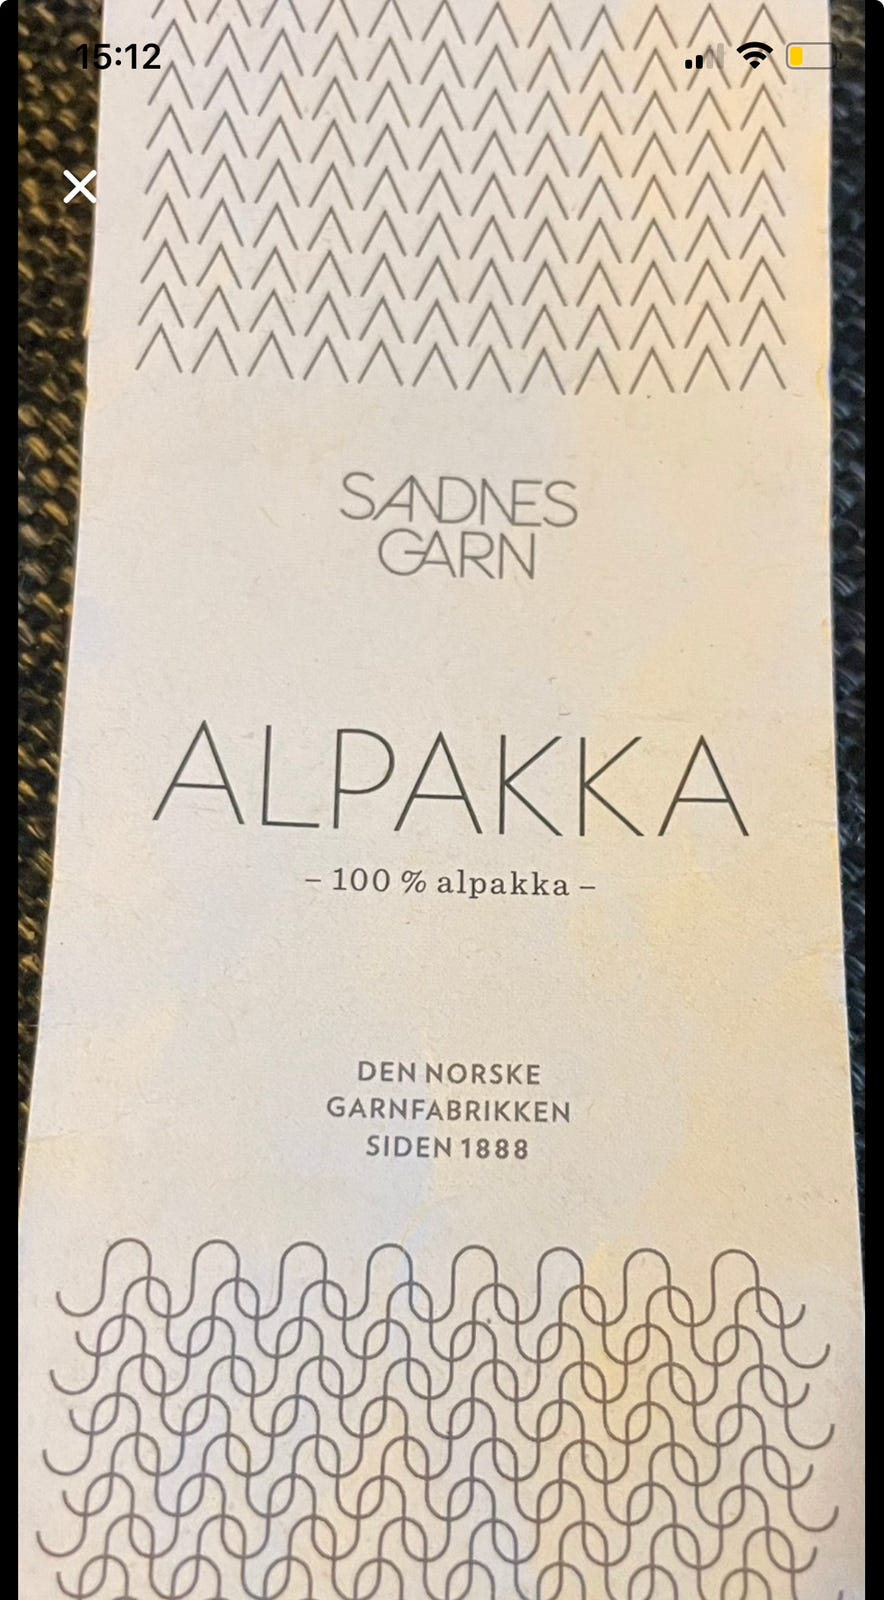 15:12
SANDNES
GARN
ALPAKKA
– 100 % alpakka –
DEN NORSKE
GARNFABRIKKEN
SIDEN 1888